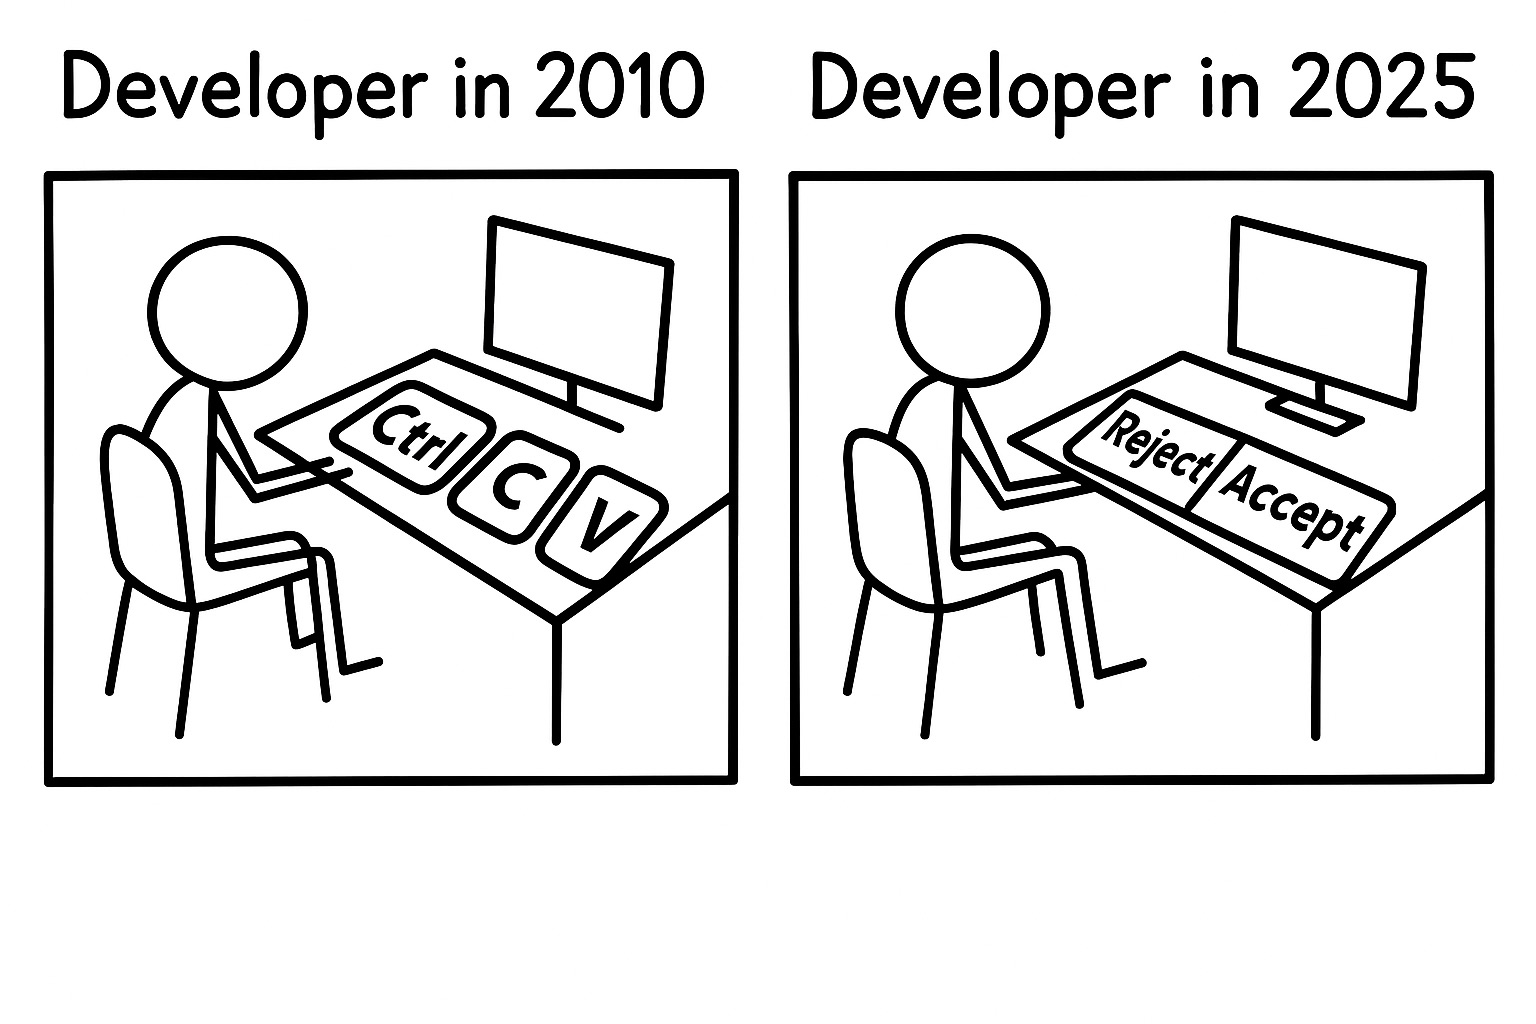 Developer in 2010
Ctrl
C
V
Developer in 2025
Reject
Accept